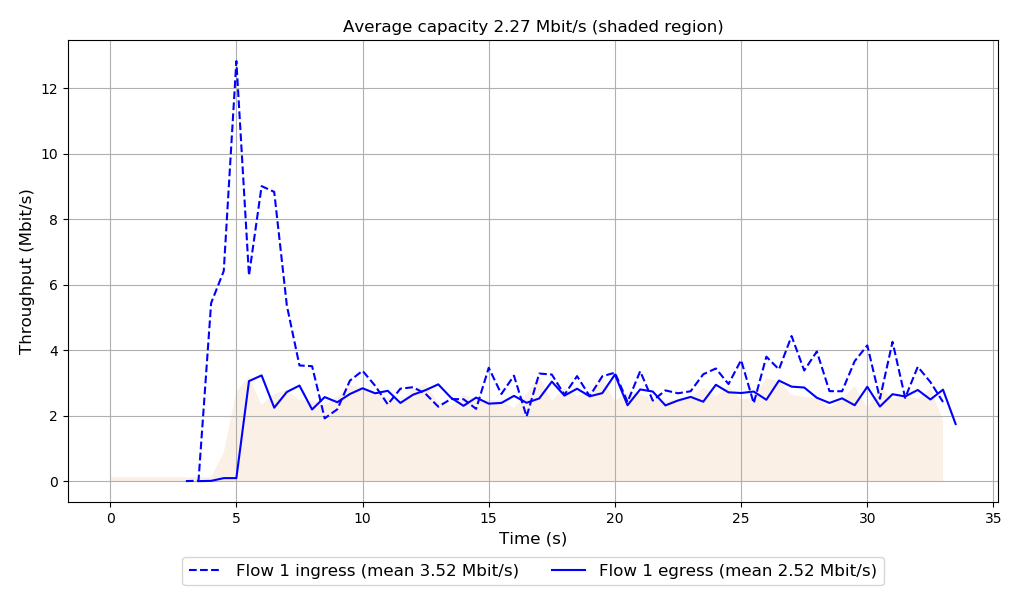 Average capacity 2.27 Mbit/s (shaded region)
12
10
8
6
4
2
0
Throughput (Mbit/s)
0 5 10 15 20 25 30 35
Time (s)
Flow 1 ingress (mean 3.52 Mbit/s) Flow 1 egress (mean 2.52 Mbit/s)